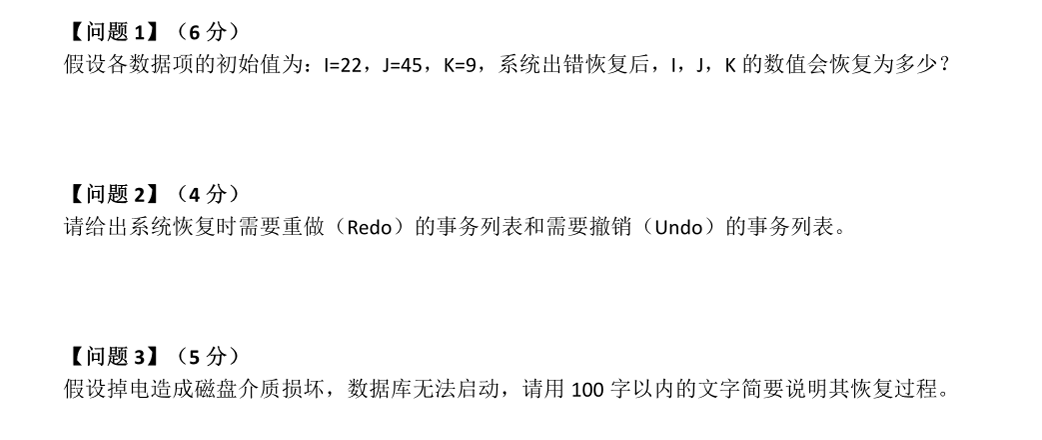 【问题 1】（6 分）
假设各数据项的初始值为：I=22，J=45，K=9，系统出错恢复后，I，J，K 的数值会恢复为多少？
【问题 2】（4 分）
请给出系统恢复时需要重做（Redo）的事务列表和需要撤销（Undo）的事务列表。
【问题 3】（5 分）
假设掉电造成磁盘介质损坏，数据库无法启动，请用 100 字以内的文字简要说明其恢复过程。